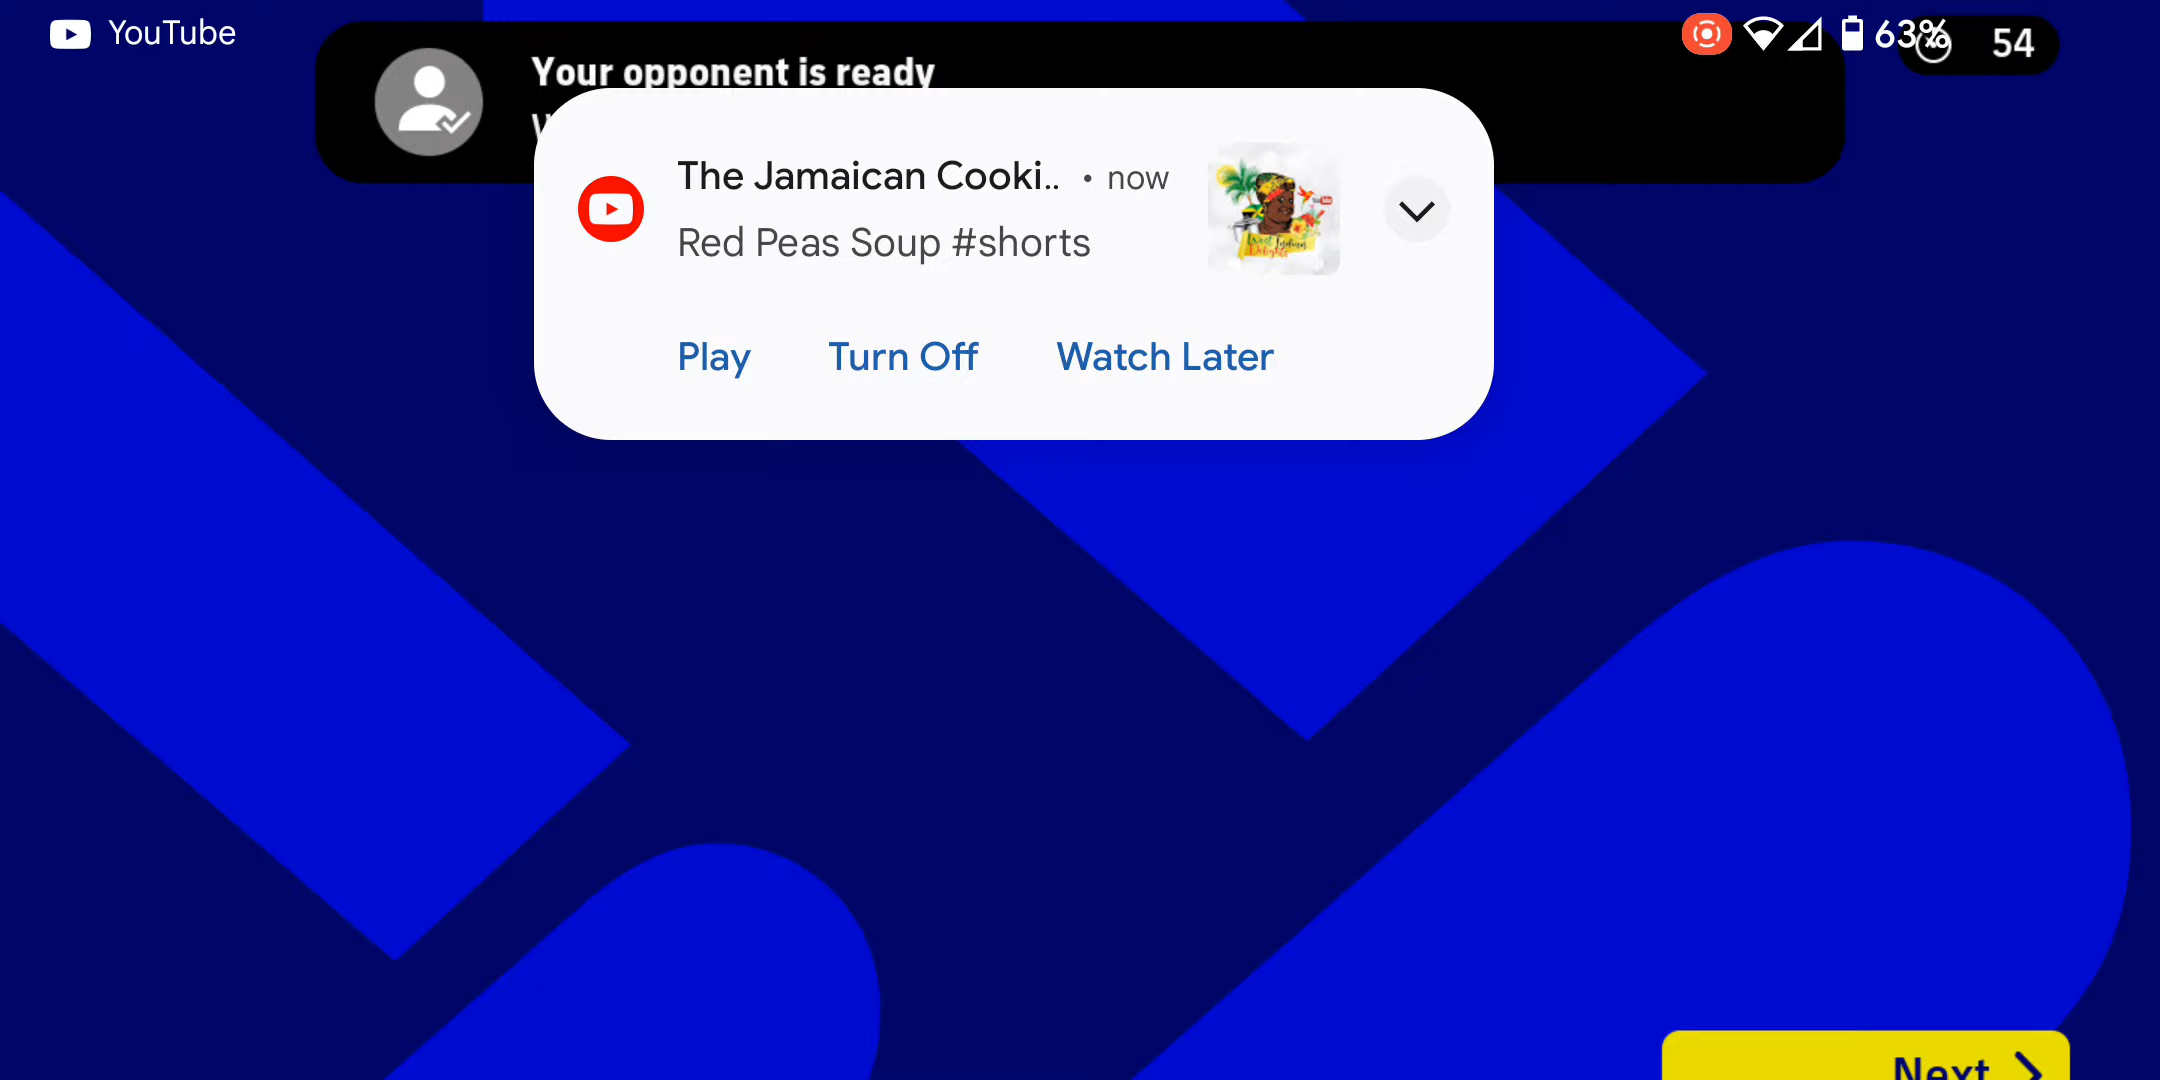 YouTube
63%
54
Your opponent is ready
The Jamaican Cooki.. • now
Red Peas Soup #shorts
Play Turn Off Watch Later
Next